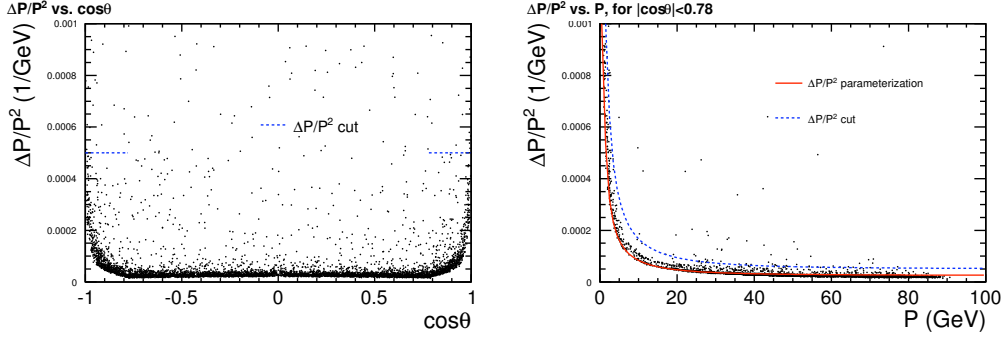 ΔP/P² vs. cosθ
ΔP/P² (1/GeV)
0.001
0.0008
0.0006
0.0004
0.0002
0
ΔP/P² cut
-1 -0.5 0 0.5 1
cosθ
ΔP/P² vs. P, for |cosθ|<0.78
ΔP/P² (1/GeV)
0.001
0.0008
0.0006
0.0004
0.0002
0
ΔP/P² parameterization
ΔP/P² cut
0 20 40 60 80 100
P (GeV)